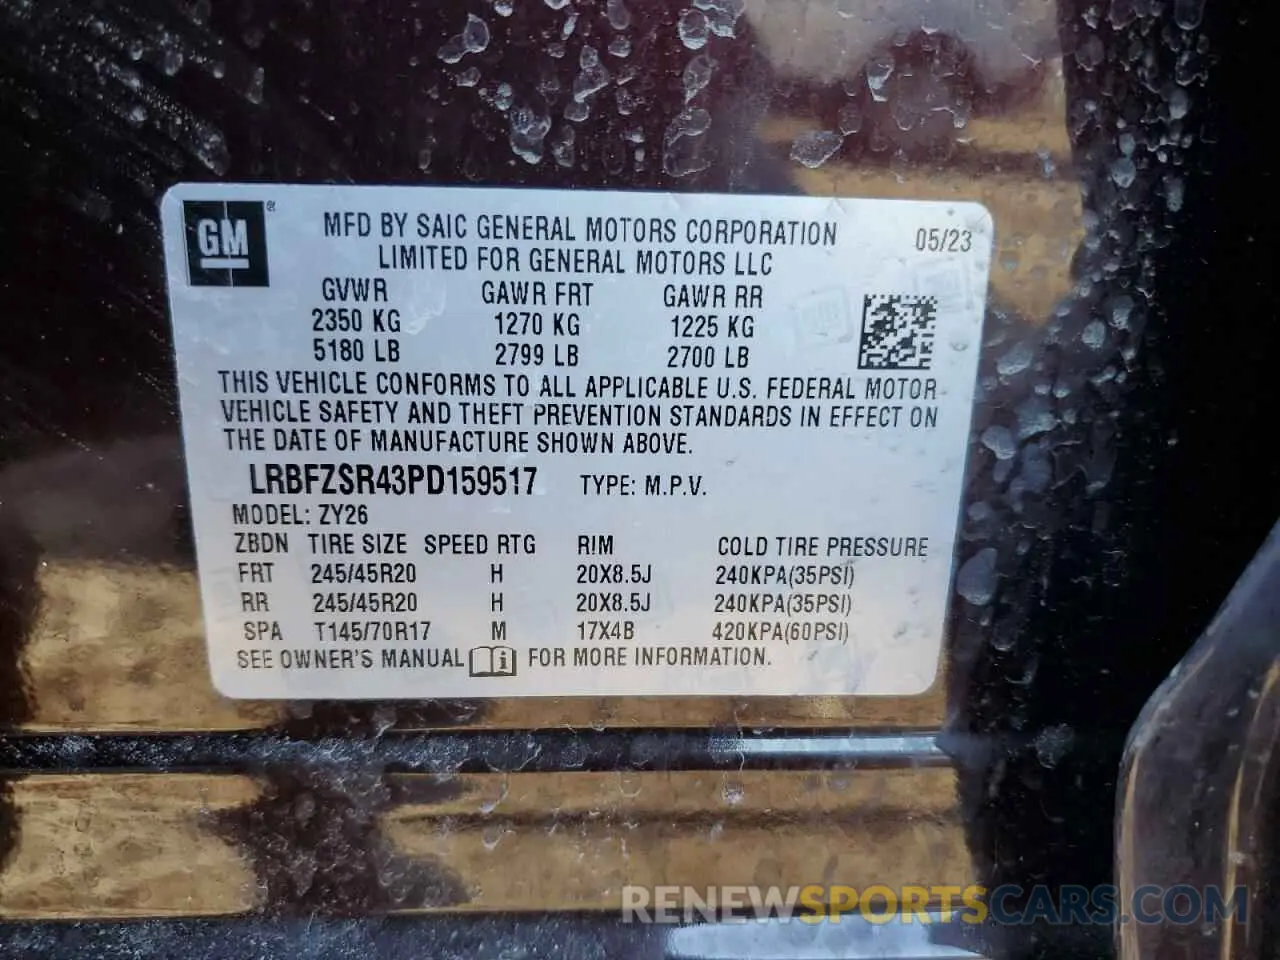 GM ®
MFD BY SAIC GENERAL MOTORS CORPORATION
LIMITED FOR GENERAL MOTORS LLC
05/23
GVWR GAWR FRT GAWR RR
2350 KG 1270 KG 1225 KG
5180 LB 2799 LB 2700 LB
THIS VEHICLE CONFORMS TO ALL APPLICABLE U.S. FEDERAL MOTOR
VEHICLE SAFETY AND THEFT PREVENTION STANDARDS IN EFFECT ON
THE DATE OF MANUFACTURE SHOWN ABOVE.
LRBFZSR43PD159517 TYPE: M.P.V.
MODEL: ZY26
ZBDN TIRE SIZE SPEED RTG RIM COLD TIRE PRESSURE
FRT 245/45R20 H 20X8.5J 240KPA(35PSI)
RR 245/45R20 H 20X8.5J 240KPA(35PSI)
SPA T145/70R17 M 17X4B 420KPA(60PSI)
SEE OWNER'S MANUAL i FOR MORE INFORMATION.
RENEWSPORTSCARS.COM